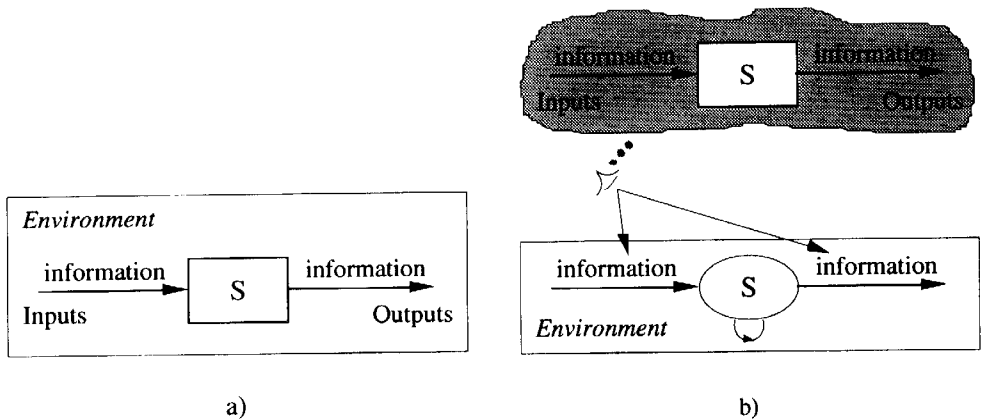 Environment
information
information
S
Inputs
Outputs
a)
information
information
S
Inputs
Outputs
information
information
S
Environment
b)